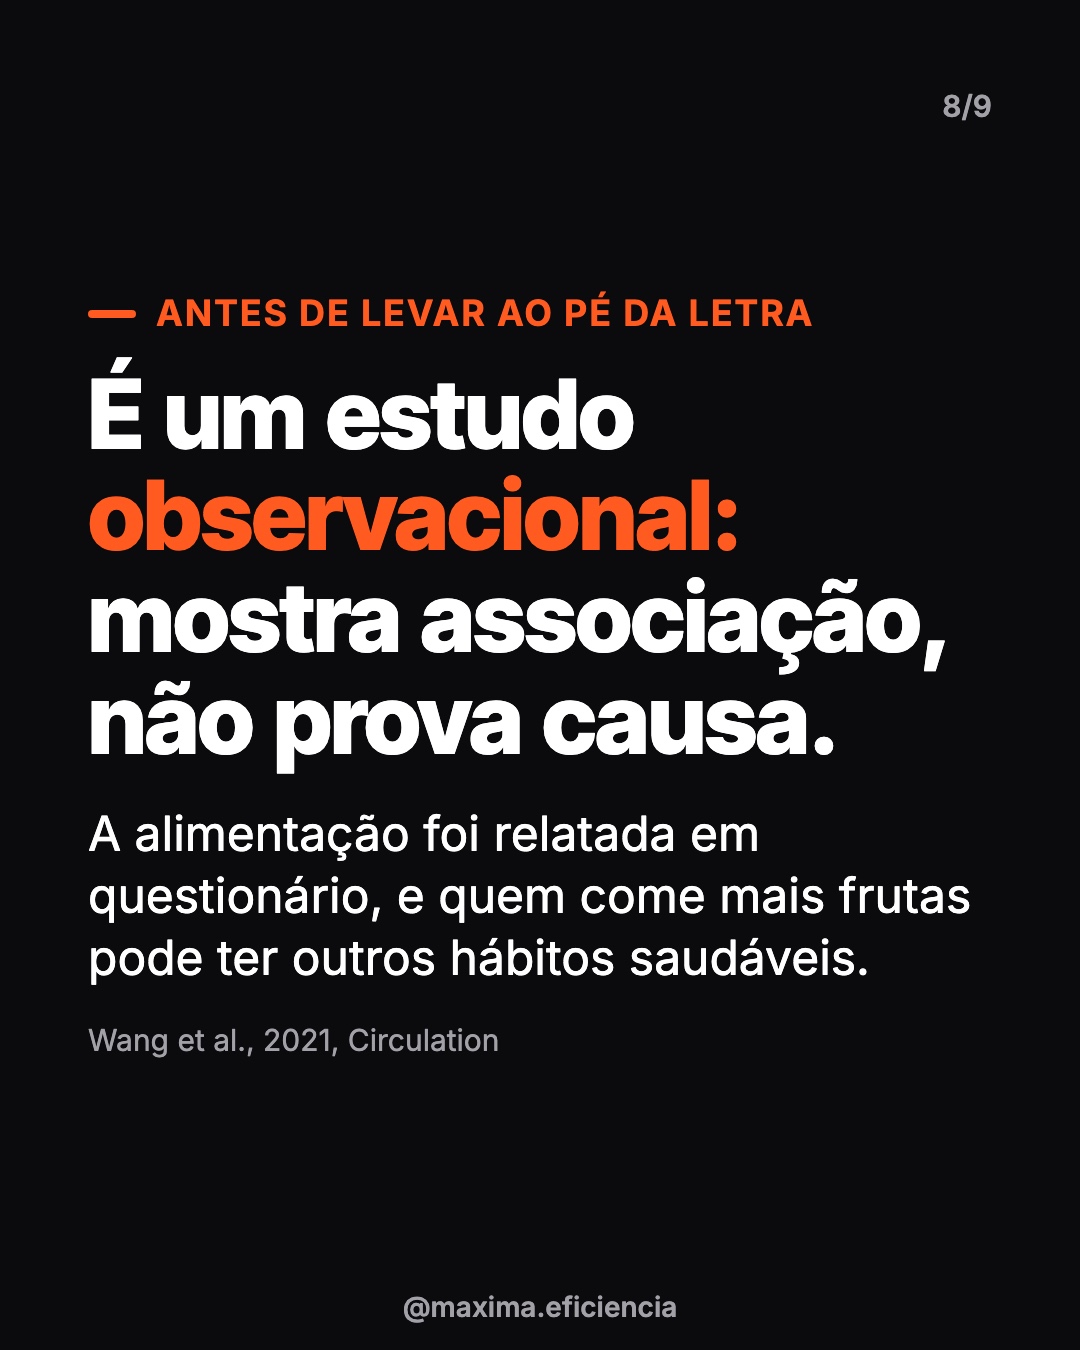 8/9
ANTES DE LEVAR AO PÉ DA LETRA
É um estudo
observacional:
mostra associação,
não prova causa.
A alimentação foi relatada em
questionário, e quem come mais frutas
pode ter outros hábitos saudáveis.
Wang et al., 2021, Circulation
@maxima.eficiencia